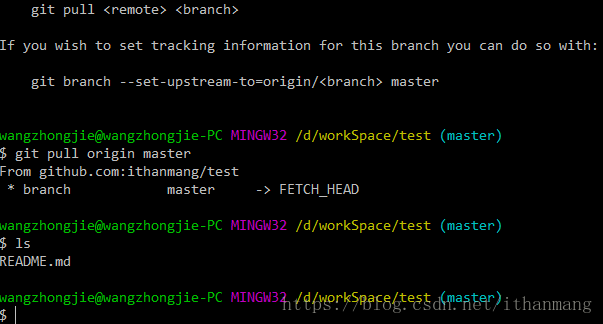 git pull <remote> <branch>
If you wish to set tracking information for this branch you can do so with:
git branch --set-upstream-to=origin/<branch> master
wangzhongjie@wangzhongjie-PC MINGW32 /d/workSpace/test (master)
$ git pull origin master
From github.com:ithanmang/test
* branch            master     -> FETCH_HEAD
wangzhongjie@wangzhongjie-PC MINGW32 /d/workSpace/test (master)
$ ls
README.md
wangzhongjie@wangzhongjie-PC MINGW32 /d/workSpace/test (master)
$
https://blog.csdn.net/ithanmang